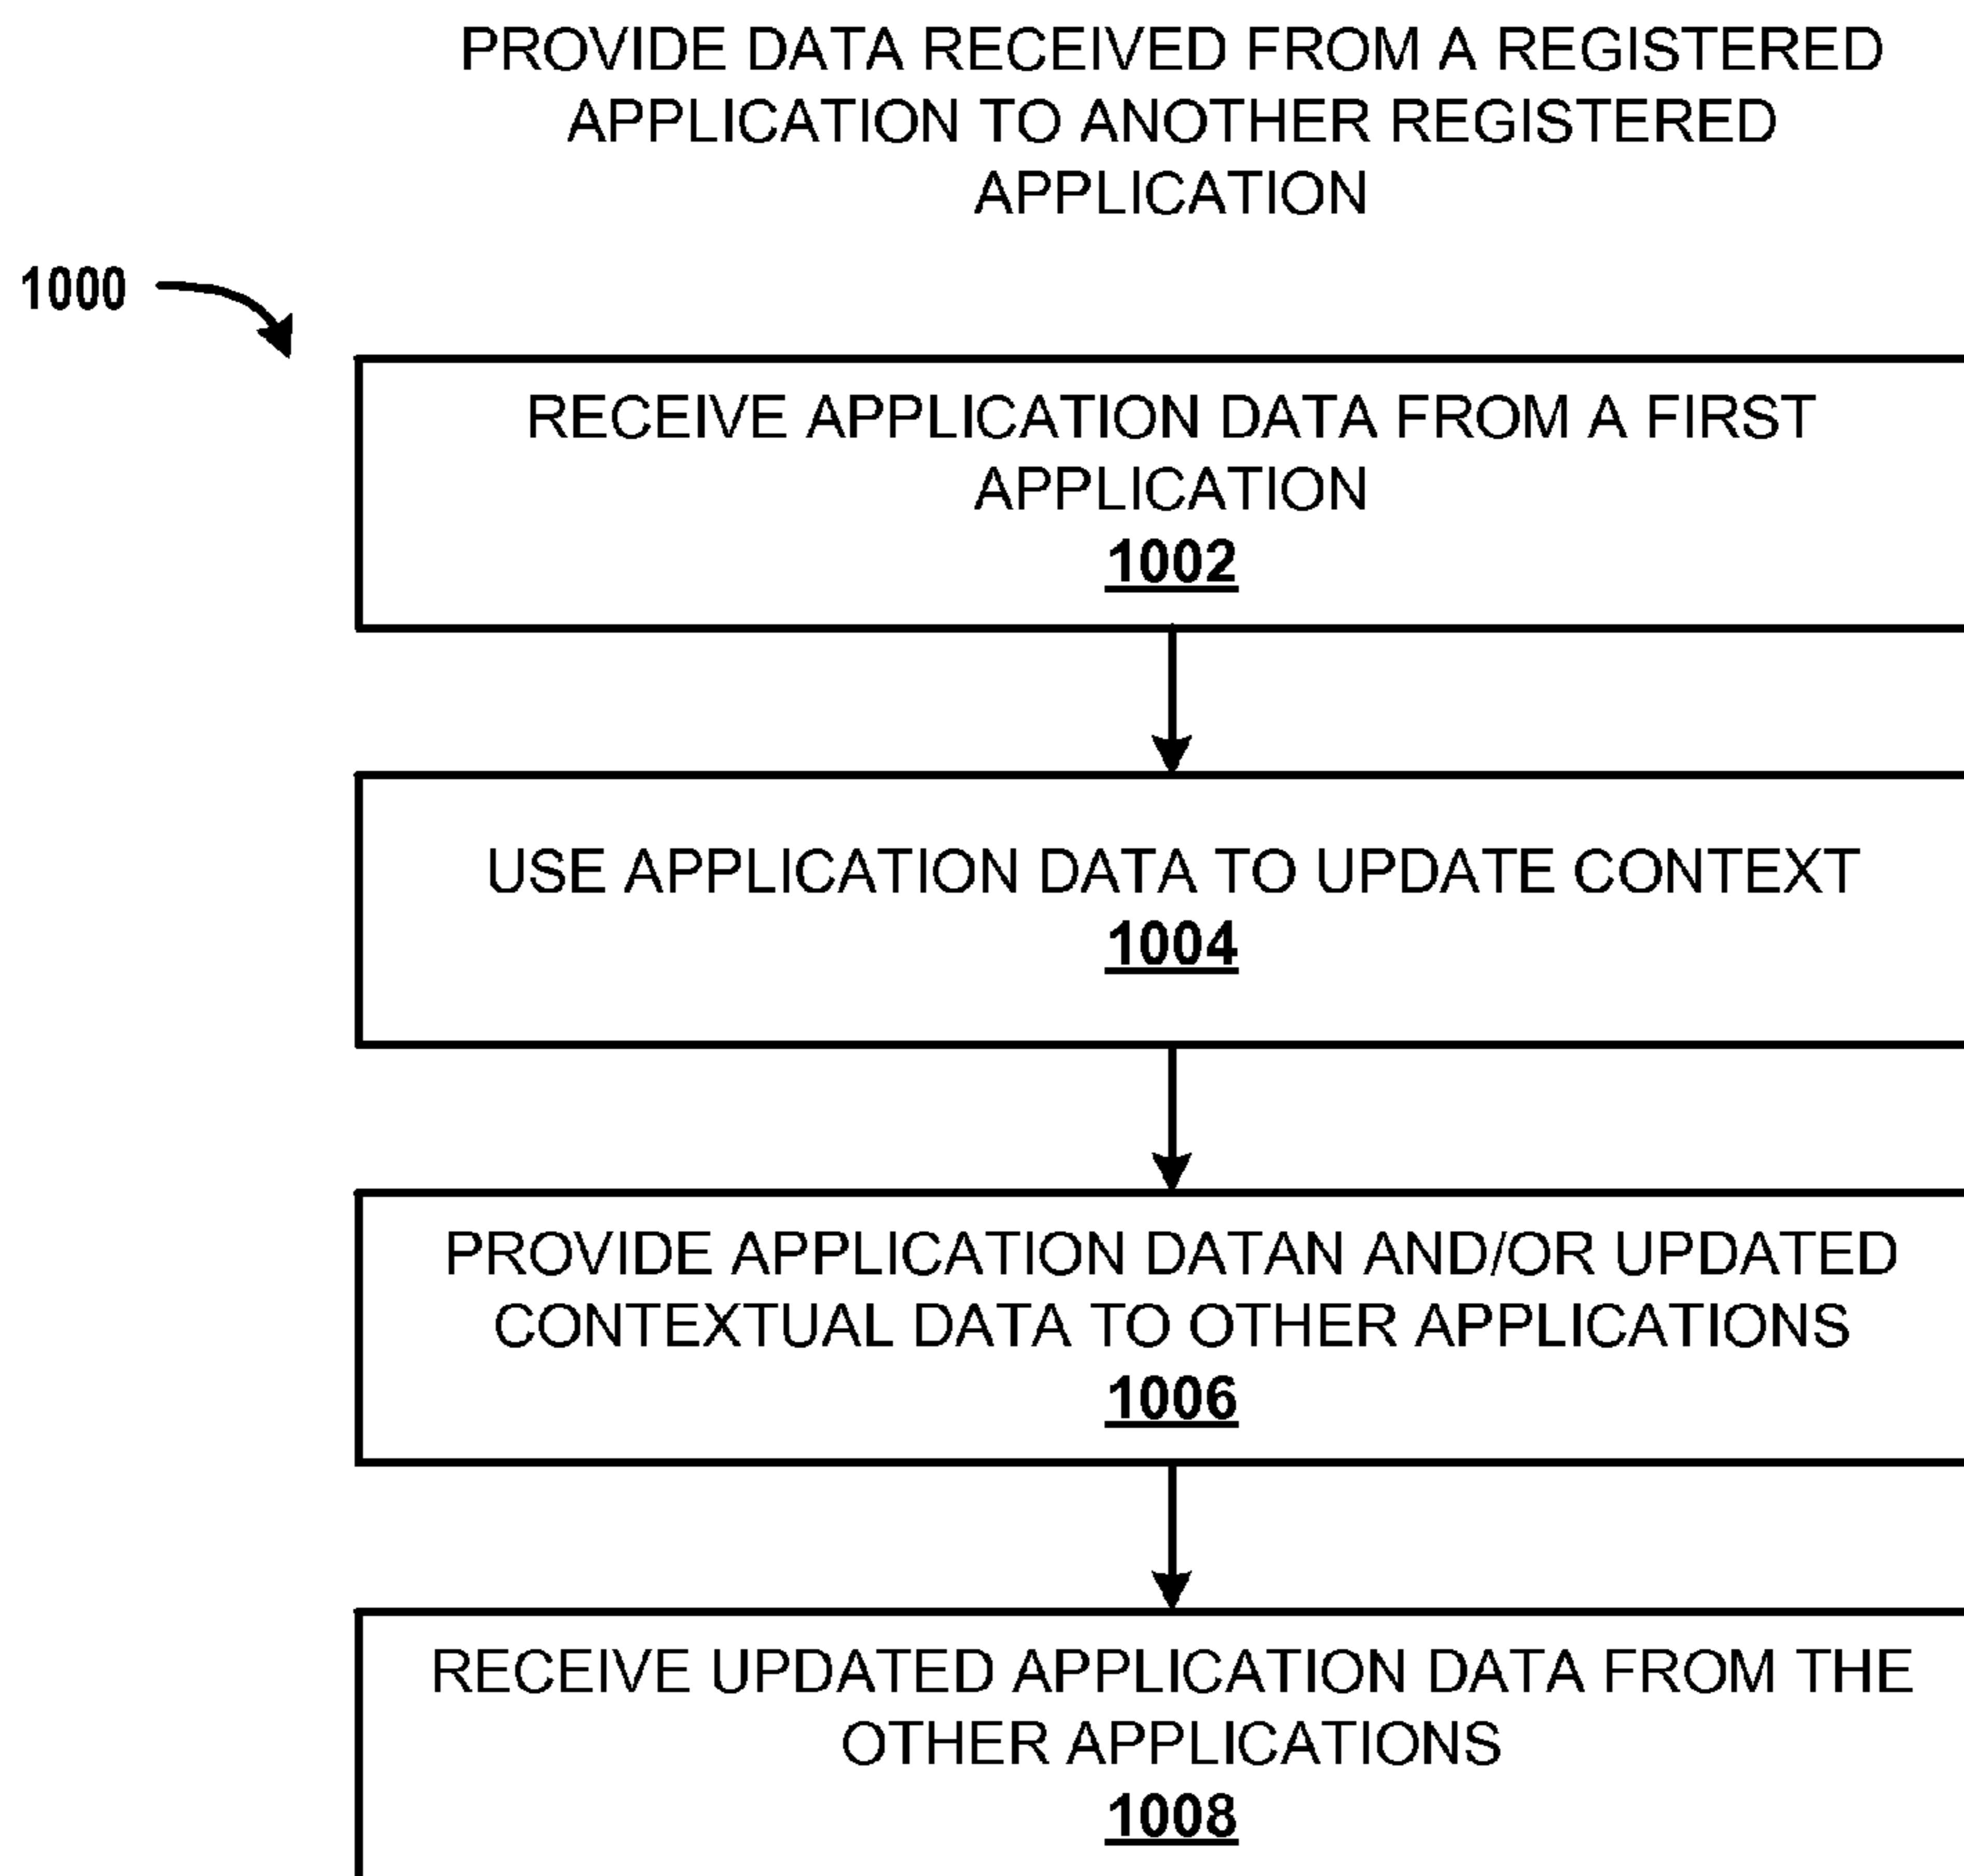 PROVIDE DATA RECEIVED FROM A REGISTERED
APPLICATION TO ANOTHER REGISTERED
APPLICATION
1000
RECEIVE APPLICATION DATA FROM A FIRST
APPLICATION
1002
USE APPLICATION DATA TO UPDATE CONTEXT
1004
PROVIDE APPLICATION DATAN AND/OR UPDATED
CONTEXTUAL DATA TO OTHER APPLICATIONS
1006
RECEIVE UPDATED APPLICATION DATA FROM THE
OTHER APPLICATIONS
1008